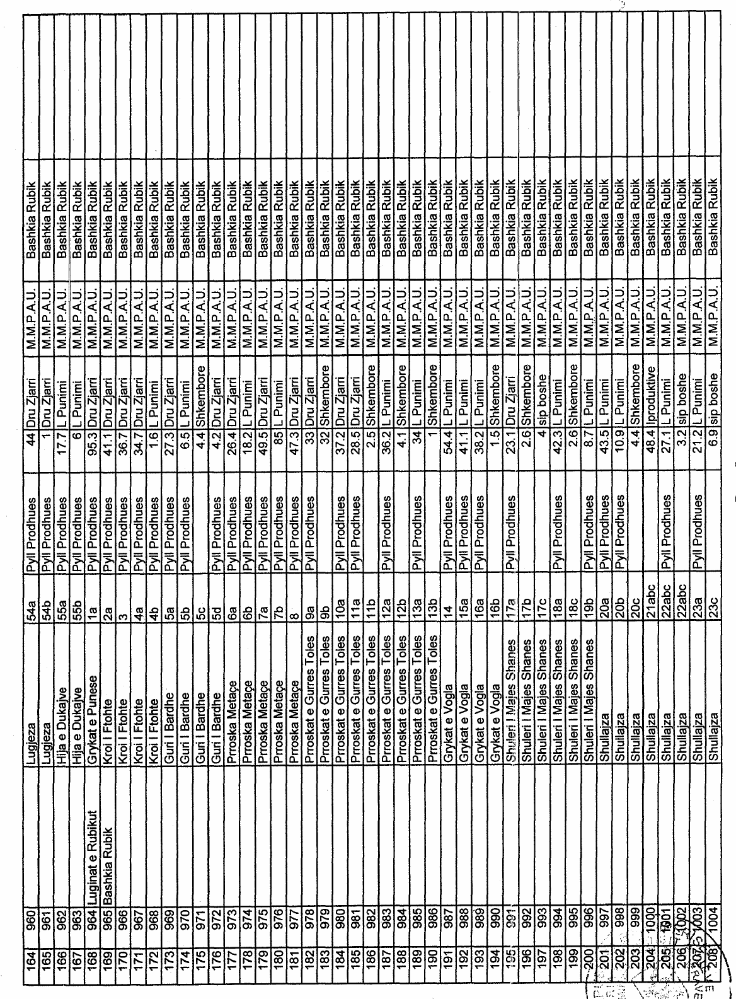 164 960 Lugjeza 54a Pyll Prodhues 44 Dru Zjarri M.M.P.A.U. Bashkia Rubik
165 961 Lugjeza 54b Pyll Prodhues 1 Dru Zjarri M.M.P.A.U. Bashkia Rubik
166 962 Hija e Dukajve 55a Pyll Prodhues 17.7 L Punimi M.M.P.A.U. Bashkia Rubik
167 963 Hija e Dukajve 55b Pyll Prodhues 6 L Punimi M.M.P.A.U. Bashkia Rubik
168 964 Luginat e Rubikut Grykat e Punese 1a Pyll Prodhues 95.3 Dru Zjarri M.M.P.A.U. Bashkia Rubik
169 965 Bashkia Rubik Kroi I Ftohte 2a Pyll Prodhues 41.1 Dru Zjarri M.M.P.A.U. Bashkia Rubik
170 966 Kroi I Ftohte 3 Pyll Prodhues 36.7 Dru Zjarri M.M.P.A.U. Bashkia Rubik
171 967 Kroi I Ftohte 4a Pyll Prodhues 34.7 Dru Zjarri M.M.P.A.U. Bashkia Rubik
172 968 Kroi I Ftohte 4b Pyll Prodhues 1.6 L Punimi M.M.P.A.U. Bashkia Rubik
173 969 Guri I Bardhe 5a Pyll Prodhues 27.3 Dru Zjarri M.M.P.A.U. Bashkia Rubik
174 970 Guri I Bardhe 5b Pyll Prodhues 6.5 L Punimi M.M.P.A.U. Bashkia Rubik
175 971 Guri I Bardhe 5c 4.4 Shkembore M.M.P.A.U. Bashkia Rubik
176 972 Guri I Bardhe 5d Pyll Prodhues 4.2 Dru Zjarri M.M.P.A.U. Bashkia Rubik
177 973 Prroska Metaçe 6a Pyll Prodhues 26.4 Dru Zjarri M.M.P.A.U. Bashkia Rubik
178 974 Prroska Metaçe 6b Pyll Prodhues 18.2 L Punimi M.M.P.A.U. Bashkia Rubik
179 975 Prroska Metaçe 7a Pyll Prodhues 49.5 Dru Zjarri M.M.P.A.U. Bashkia Rubik
180 976 Prroska Metaçe 7b Pyll Prodhues 85 L Punimi M.M.P.A.U. Bashkia Rubik
181 977 Prroska Metaçe 8 Pyll Prodhues 47.3 Dru Zjarri M.M.P.A.U. Bashkia Rubik
182 978 Prroskat e Gurres Toles 9a Pyll Prodhues 33 Dru Zjarri M.M.P.A.U. Bashkia Rubik
183 979 Prroskat e Gurres Toles 9b 32 Shkembore M.M.P.A.U. Bashkia Rubik
184 980 Prroskat e Gurres Toles 10a Pyll Prodhues 37.2 Dru Zjarri M.M.P.A.U. Bashkia Rubik
185 981 Prroskat e Gurres Toles 11a Pyll Prodhues 28.5 Dru Zjarri M.M.P.A.U. Bashkia Rubik
186 982 Prroskat e Gurres Toles 11b 2.5 Shkembore M.M.P.A.U. Bashkia Rubik
187 983 Prroskat e Gurres Toles 12a Pyll Prodhues 36.2 L Punimi M.M.P.A.U. Bashkia Rubik
188 984 Prroskat e Gurres Toles 12b 4.1 Shkembore M.M.P.A.U. Bashkia Rubik
189 985 Prroskat e Gurres Toles 13a Pyll Prodhues 34 L Punimi M.M.P.A.U. Bashkia Rubik
190 986 Prroskat e Gurres Toles 13b 1 Shkembore M.M.P.A.U. Bashkia Rubik
191 987 Grykat e Vogla 14 Pyll Prodhues 54.4 L Punimi M.M.P.A.U. Bashkia Rubik
192 988 Grykat e Vogla 15a Pyll Prodhues 41.1 L Punimi M.M.P.A.U. Bashkia Rubik
193 989 Grykat e Vogla 16a Pyll Prodhues 38.2 L Punimi M.M.P.A.U. Bashkia Rubik
194 990 Grykat e Vogla 16b 1.5 Shkembore M.M.P.A.U. Bashkia Rubik
195 991 Shuleri I Majes Shanes 17a Pyll Prodhues 23.1 Dru Zjarri M.M.P.A.U. Bashkia Rubik
196 992 Shuleri I Majes Shanes 17b 2.6 Shkembore M.M.P.A.U. Bashkia Rubik
197 993 Shuleri I Majes Shanes 17c 4 sip boshe M.M.P.A.U. Bashkia Rubik
198 994 Shuleri I Majes Shanes 18a Pyll Prodhues 42.3 L Punimi M.M.P.A.U. Bashkia Rubik
199 995 Shuleri I Majes Shanes 18c 2.6 Shkembore M.M.P.A.U. Bashkia Rubik
200 996 Shuleri I Majes Shanes 19b Pyll Prodhues 8.7 L Punimi M.M.P.A.U. Bashkia Rubik
201 997 Shullajza 20a Pyll Prodhues 43.5 L Punimi M.M.P.A.U. Bashkia Rubik
202 998 Shullajza 20b Pyll Prodhues 10.9 L Punimi M.M.P.A.U. Bashkia Rubik
203 999 Shullajza 20c 4.4 Shkembore M.M.P.A.U. Bashkia Rubik
204 1000 Shullajza 21abc 48.4 Iproduktive M.M.P.A.U. Bashkia Rubik
205 1001 Shullajza 22abc Pyll Prodhues 27.1 L Punimi M.M.P.A.U. Bashkia Rubik
206 1002 Shullajza 22abc 3.2 sip boshe M.M.P.A.U. Bashkia Rubik
207 1003 Shullajza 23a Pyll Prodhues 21.2 L Punimi M.M.P.A.U. Bashkia Rubik
208 1004 Shullajza 23c 6.9 sip boshe M.M.P.A.U. Bashkia Rubik